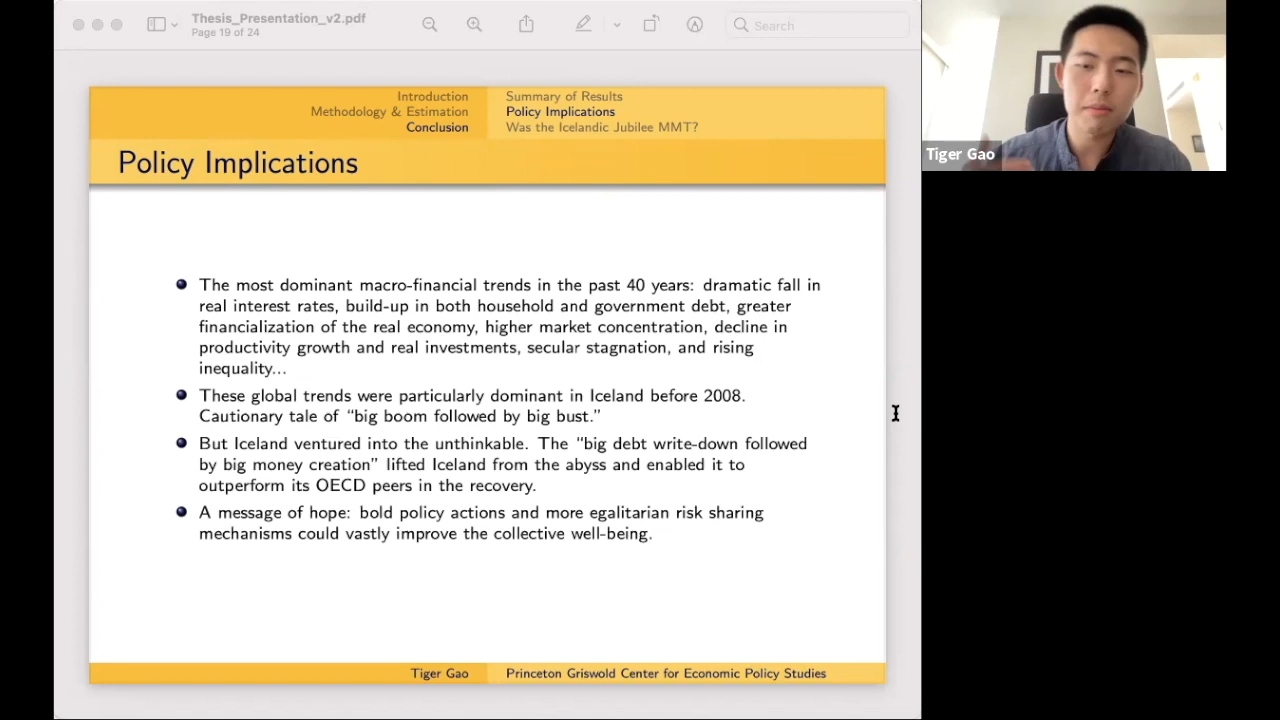 Thesis_Presentation_v2.pdf
Page 19 of 24
Search
Tiger Gao
Introduction
Methodology & Estimation
Conclusion
Summary of Results
Policy Implications
Was the Icelandic Jubilee MMT?
Policy Implications
The most dominant macro-financial trends in the past 40 years: dramatic fall in
real interest rates, build-up in both household and government debt, greater
financialization of the real economy, higher market concentration, decline in
productivity growth and real investments, secular stagnation, and rising
inequality...
These global trends were particularly dominant in Iceland before 2008.
Cautionary tale of “big boom followed by big bust.”
But Iceland ventured into the unthinkable. The “big debt write-down followed
by big money creation” lifted Iceland from the abyss and enabled it to
outperform its OECD peers in the recovery.
A message of hope: bold policy actions and more egalitarian risk sharing
mechanisms could vastly improve the collective well-being.
Tiger Gao
Princeton Griswold Center for Economic Policy Studies